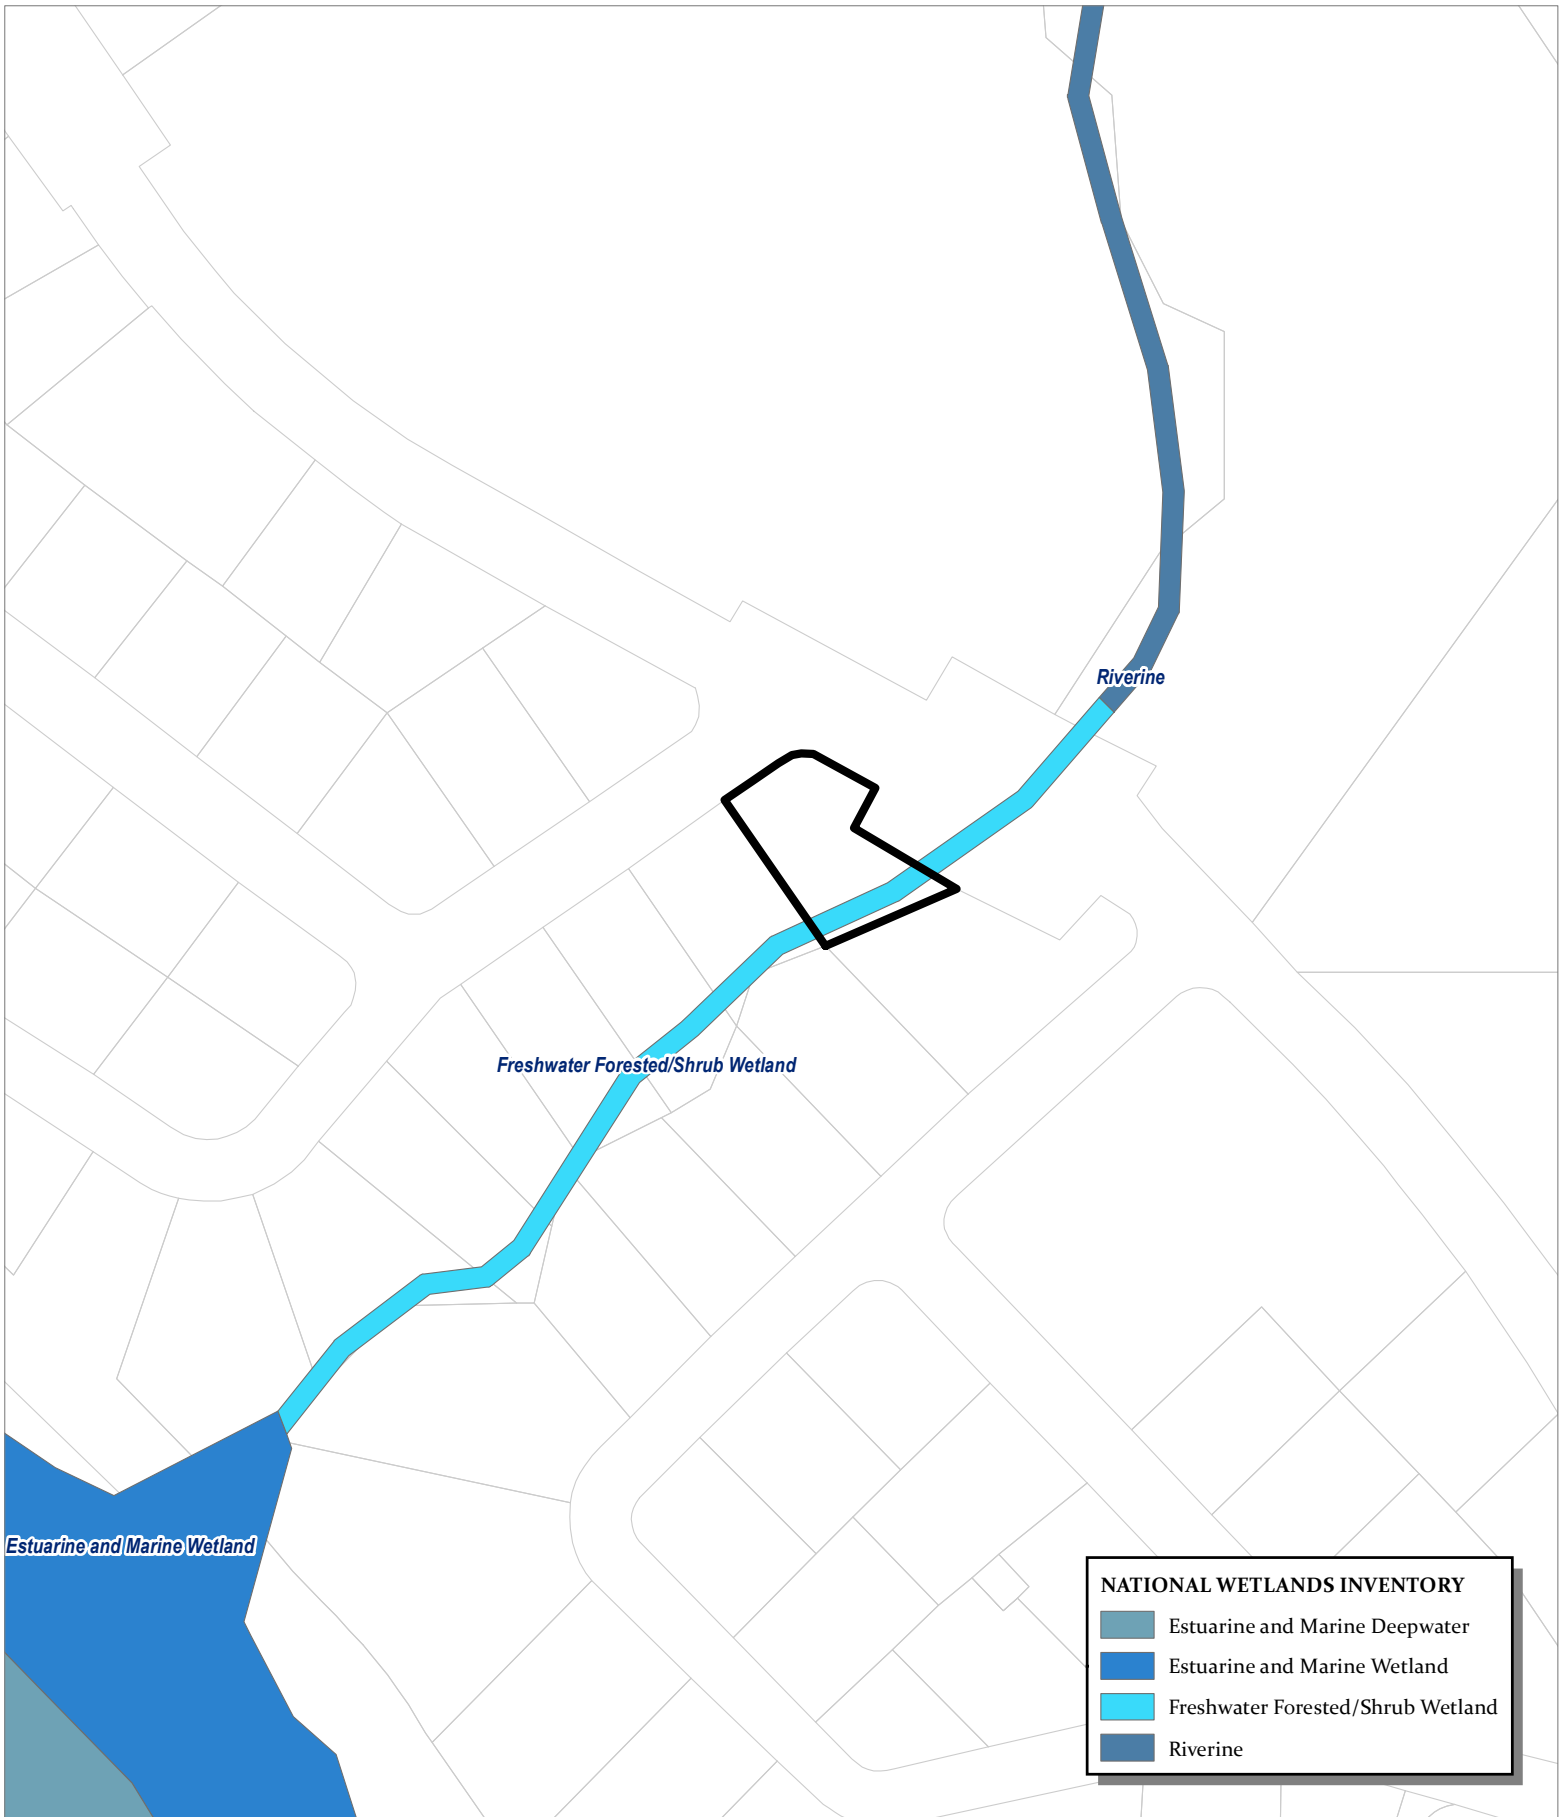 Riverine
Freshwater Forested/Shrub Wetland
Estuarine and Marine Wetland
NATIONAL WETLANDS INVENTORY
Estuarine and Marine Deepwater
Estuarine and Marine Wetland
Freshwater Forested/Shrub Wetland
Riverine